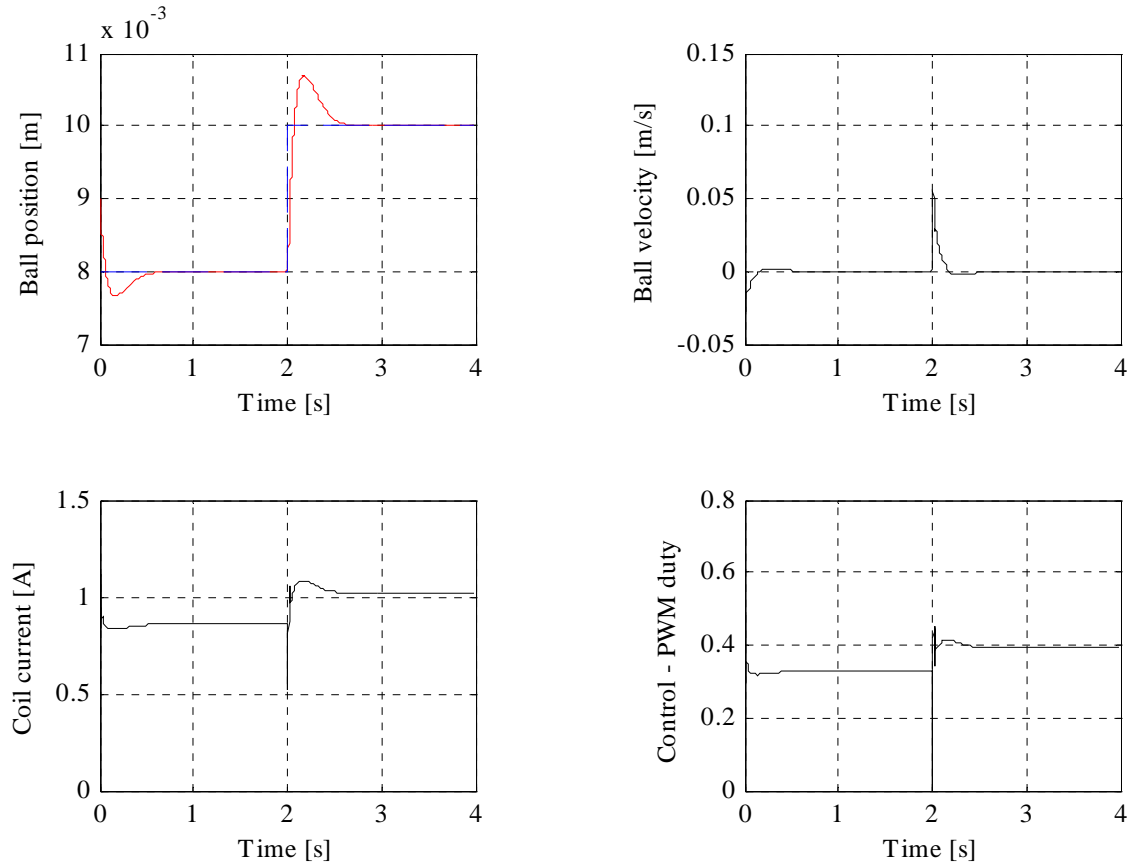 x 10^-3
11
10
9
8
7
Ball position [m]
0 1 2 3 4
Time [s]
0.15
0.1
0.05
0
-0.05
Ball velocity [m/s]
0 1 2 3 4
Time [s]
1.5
1
0.5
0
Coil current [A]
0 1 2 3 4
Time [s]
0.8
0.6
0.4
0.2
0
Control - PWM duty
0 1 2 3 4
Time [s]